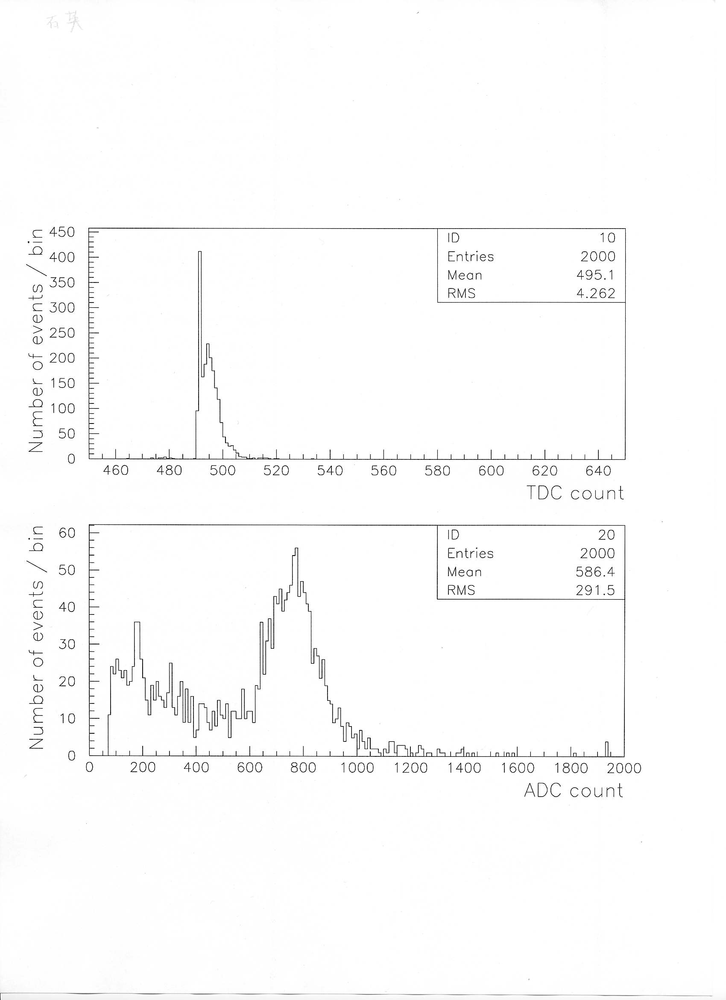 石英
Number of events / bin
450
400
350
300
250
200
150
100
50
0
ID 10
Entries 2000
Mean 495.1
RMS 4.262
460 480 500 520 540 560 580 600 620 640
TDC count
Number of events / bin
60
50
40
30
20
10
0
ID 20
Entries 2000
Mean 586.4
RMS 291.5
0 200 400 600 800 1000 1200 1400 1600 1800 2000
ADC count